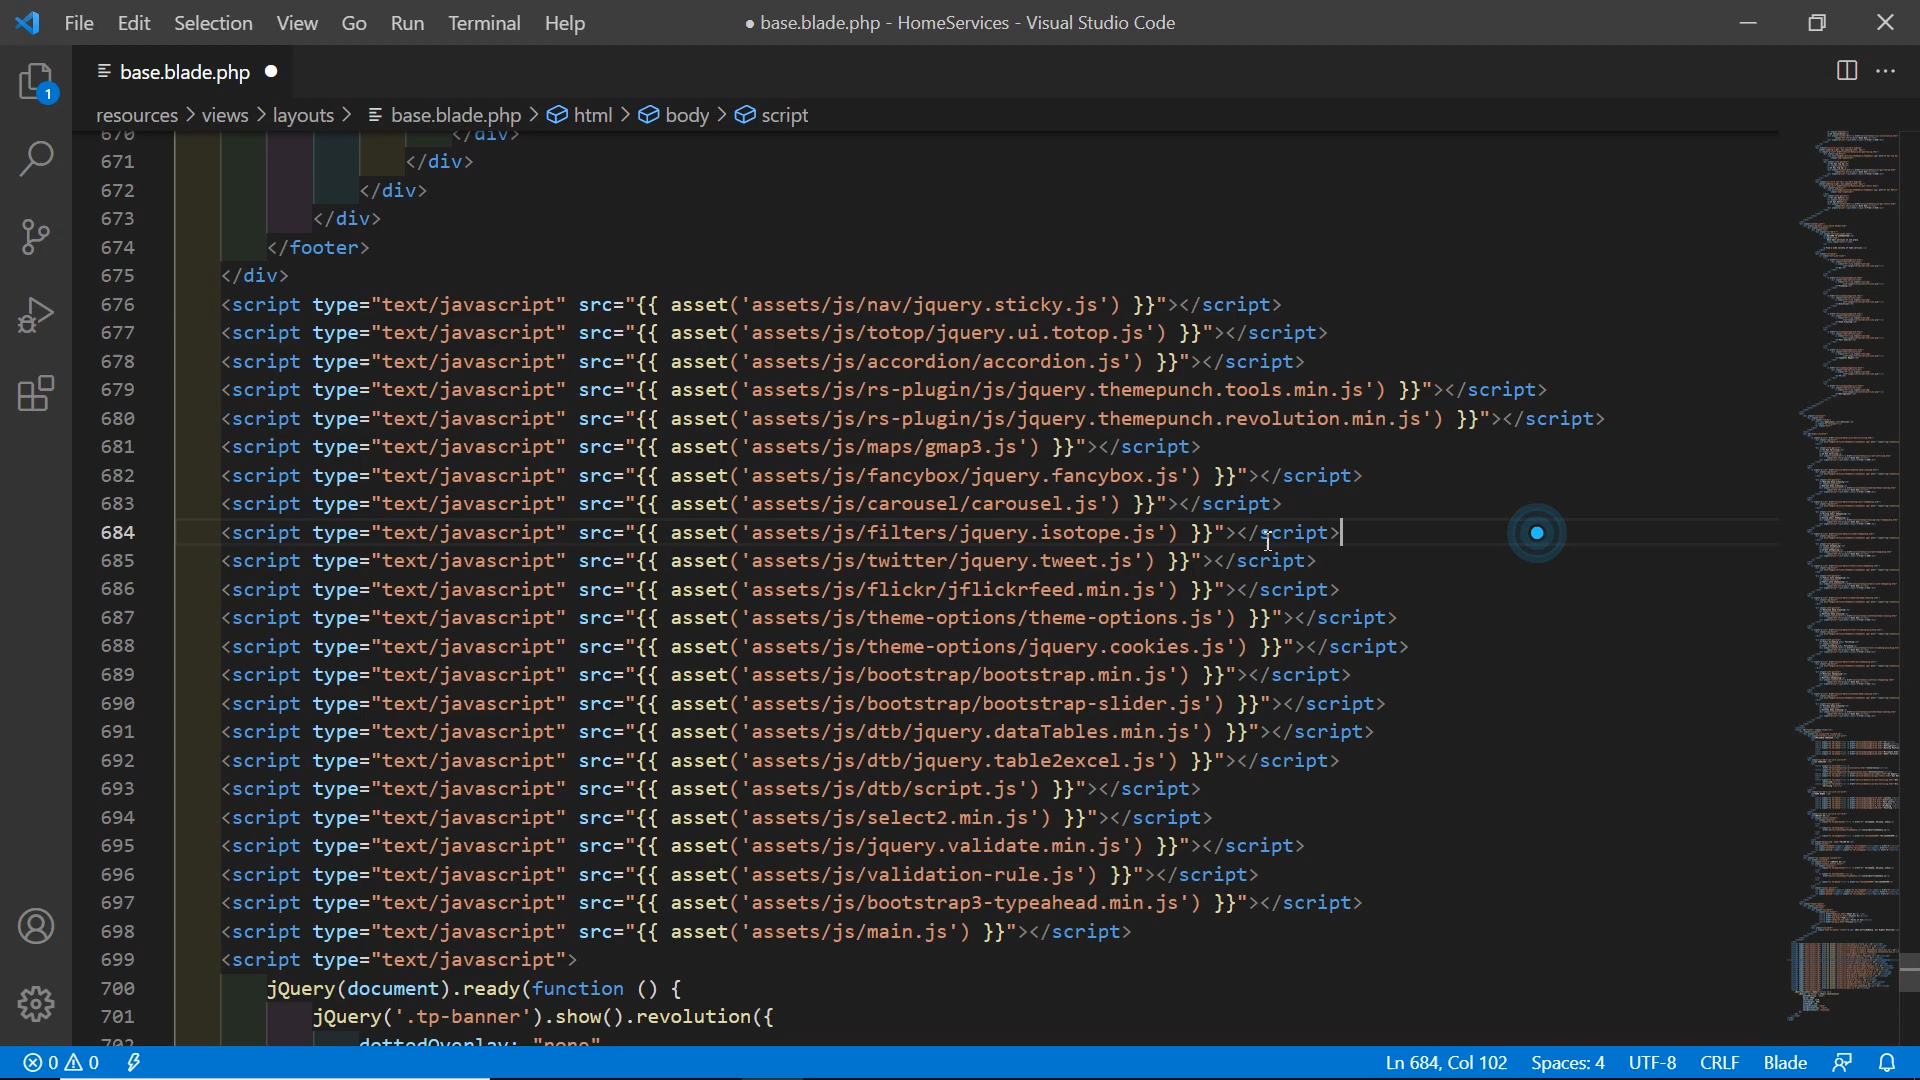 File Edit Selection View Go Run Terminal Help
● base.blade.php - HomeServices - Visual Studio Code
base.blade.php
1
resources > views > layouts > base.blade.php > html > body > script
670 </div>
671 </div>
672 </div>
673 </div>
674 </footer>
675 </div>
676 <script type="text/javascript" src="{{ asset('assets/js/nav/jquery.sticky.js') }}"></script>
677 <script type="text/javascript" src="{{ asset('assets/js/totop/jquery.ui.totop.js') }}"></script>
678 <script type="text/javascript" src="{{ asset('assets/js/accordion/accordion.js') }}"></script>
679 <script type="text/javascript" src="{{ asset('assets/js/rs-plugin/js/jquery.themepunch.tools.min.js') }}"></script>
680 <script type="text/javascript" src="{{ asset('assets/js/rs-plugin/js/jquery.themepunch.revolution.min.js') }}"></script>
681 <script type="text/javascript" src="{{ asset('assets/js/maps/gmap3.js') }}"></script>
682 <script type="text/javascript" src="{{ asset('assets/js/fancybox/jquery.fancybox.js') }}"></script>
683 <script type="text/javascript" src="{{ asset('assets/js/carousel/carousel.js') }}"></script>
684 <script type="text/javascript" src="{{ asset('assets/js/filters/jquery.isotope.js') }}"></script>
685 <script type="text/javascript" src="{{ asset('assets/js/twitter/jquery.tweet.js') }}"></script>
686 <script type="text/javascript" src="{{ asset('assets/js/flickr/jflickrfeed.min.js') }}"></script>
687 <script type="text/javascript" src="{{ asset('assets/js/theme-options/theme-options.js') }}"></script>
688 <script type="text/javascript" src="{{ asset('assets/js/theme-options/jquery.cookies.js') }}"></script>
689 <script type="text/javascript" src="{{ asset('assets/js/bootstrap/bootstrap.min.js') }}"></script>
690 <script type="text/javascript" src="{{ asset('assets/js/bootstrap/bootstrap-slider.js') }}"></script>
691 <script type="text/javascript" src="{{ asset('assets/js/dtb/jquery.dataTables.min.js') }}"></script>
692 <script type="text/javascript" src="{{ asset('assets/js/dtb/jquery.table2excel.js') }}"></script>
693 <script type="text/javascript" src="{{ asset('assets/js/dtb/script.js') }}"></script>
694 <script type="text/javascript" src="{{ asset('assets/js/select2.min.js') }}"></script>
695 <script type="text/javascript" src="{{ asset('assets/js/jquery.validate.min.js') }}"></script>
696 <script type="text/javascript" src="{{ asset('assets/js/validation-rule.js') }}"></script>
697 <script type="text/javascript" src="{{ asset('assets/js/bootstrap3-typeahead.min.js') }}"></script>
698 <script type="text/javascript" src="{{ asset('assets/js/main.js') }}"></script>
699 <script type="text/javascript">
700 jQuery(document).ready(function () {
701 jQuery('.tp-banner').show().revolution({
702 dottedOverlay: "none"
0 0 Ln 684, Col 102 Spaces: 4 UTF-8 CRLF Blade